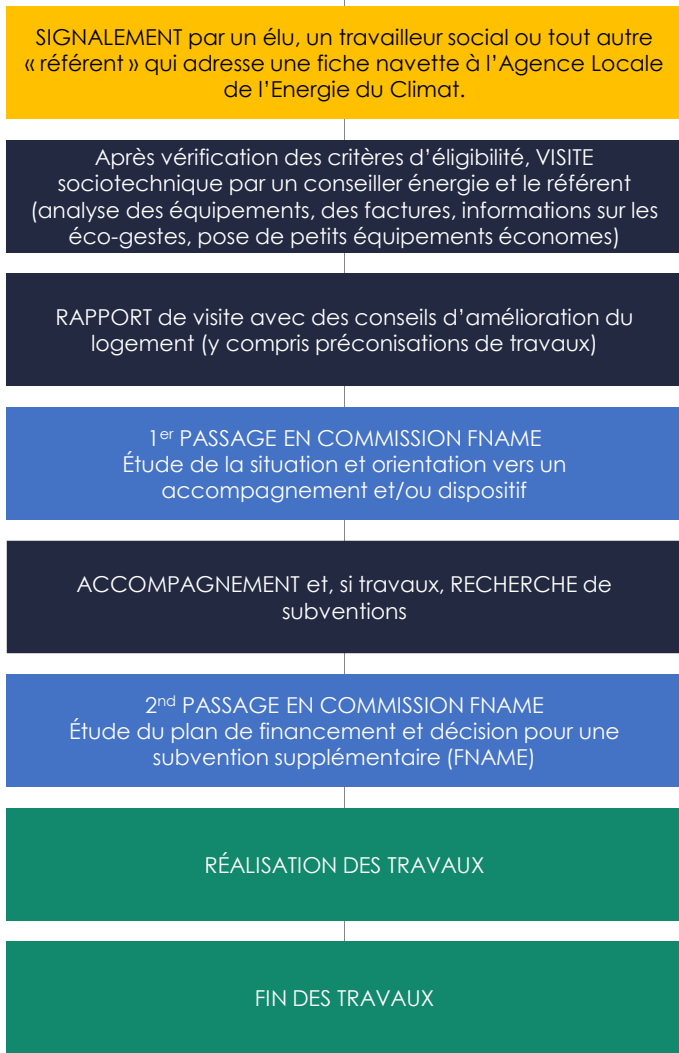 SIGNALEMENT par un élu, un travailleur social ou tout autre
« référent » qui adresse une fiche navette à l’Agence Locale
de l’Energie du Climat.
Après vérification des critères d’éligibilité, VISITE
sociotechnique par un conseiller énergie et le référent
(analyse des équipements, des factures, informations sur les
éco-gestes, pose de petits équipements économes)
RAPPORT de visite avec des conseils d’amélioration du
logement (y compris préconisations de travaux)
1er PASSAGE EN COMMISSION FNAME
Étude de la situation et orientation vers un
accompagnement et/ou dispositif
ACCOMPAGNEMENT et, si travaux, RECHERCHE de
subventions
2nd PASSAGE EN COMMISSION FNAME
Étude du plan de financement et décision pour une
subvention supplémentaire (FNAME)
RÉALISATION DES TRAVAUX
FIN DES TRAVAUX